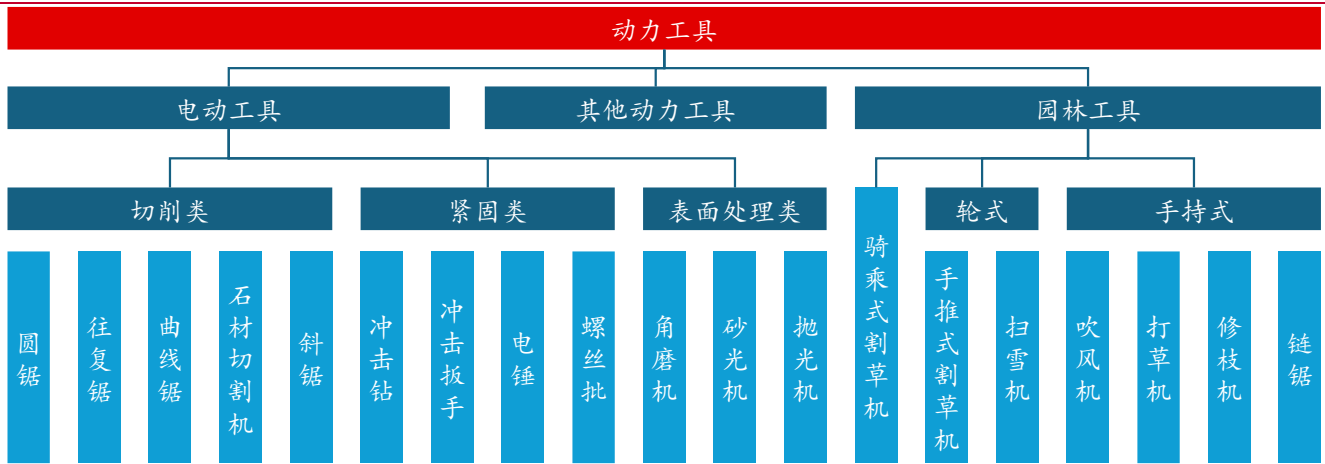 动力工具
电动工具
其他动力工具
园林工具
切削类
紧固类
表面处理类
轮式
手持式
圆锯
往复锯
曲线锯
石材切割机
斜锯
冲击钻
冲击扳手
电锤
螺丝批
角磨机
砂光机
抛光机
骑乘式割草机
手推式割草机
扫雪机
吹风机
打草机
修枝机
链锯